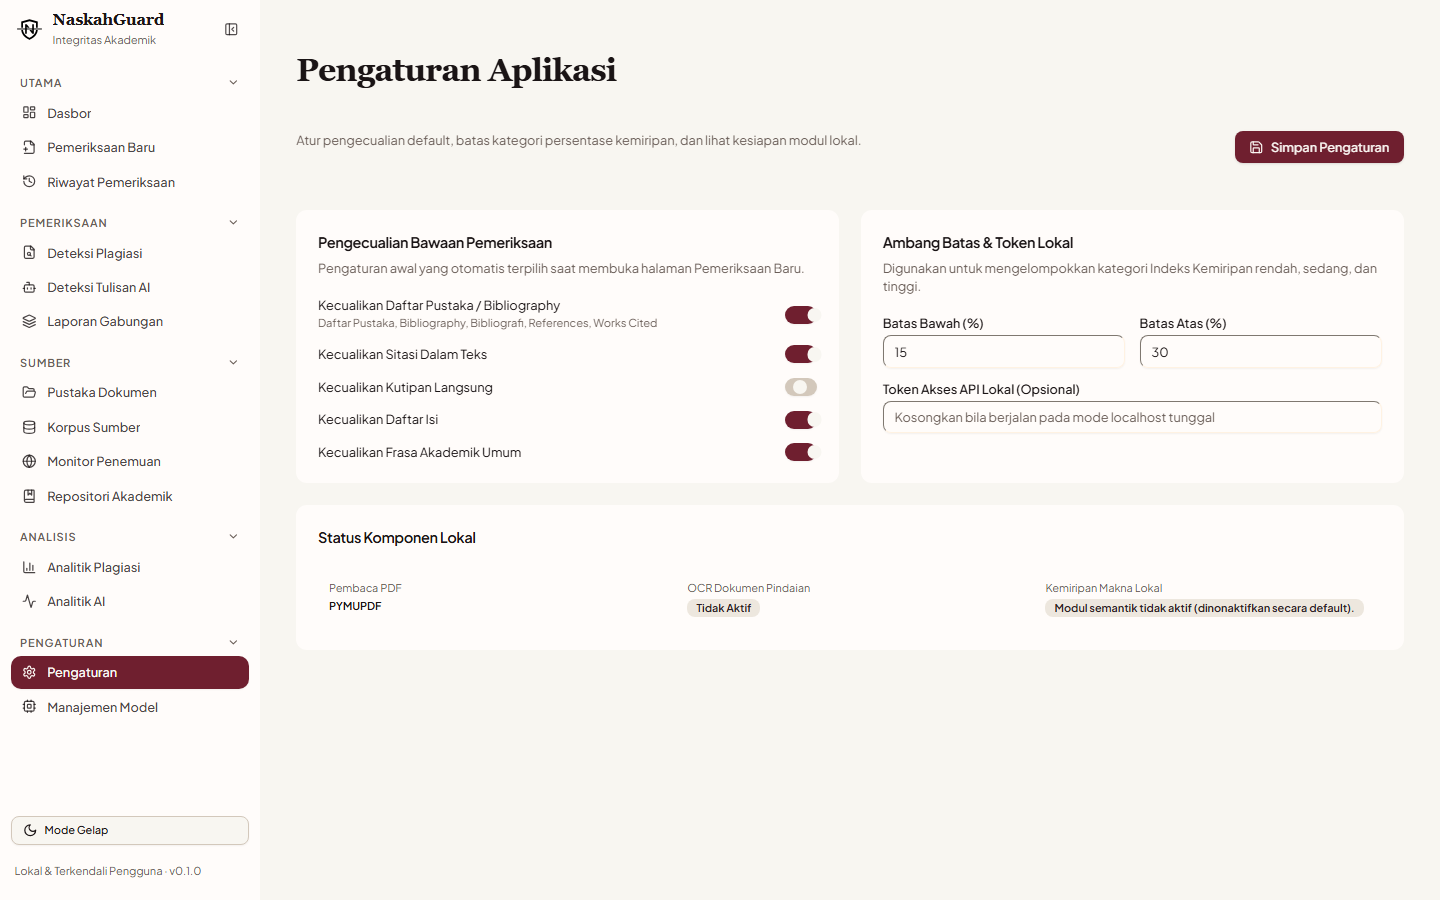 NaskahGuard
Integritas Akademik
UTAMA
Dasbor
Pemeriksaan Baru
Riwayat Pemeriksaan
PEMERIKSAAN
Deteksi Plagiasi
Deteksi Tulisan AI
Laporan Gabungan
SUMBER
Pustaka Dokumen
Korpus Sumber
Monitor Penemuan
Repositori Akademik
ANALISIS
Analitik Plagiasi
Analitik AI
PENGATURAN
Pengaturan
Manajemen Model
Mode Gelap
Lokal & Terkendali Pengguna · v0.1.0
Pengaturan Aplikasi
Atur pengecualian default, batas kategori persentase kemiripan, dan lihat kesiapan modul lokal.
Simpan Pengaturan
Pengecualian Bawaan Pemeriksaan
Pengaturan awal yang otomatis terpilih saat membuka halaman Pemeriksaan Baru.
Kecualikan Daftar Pustaka / Bibliography
Daftar Pustaka, Bibliography, Bibliografi, References, Works Cited
Kecualikan Sitasi Dalam Teks
Kecualikan Kutipan Langsung
Kecualikan Daftar Isi
Kecualikan Frasa Akademik Umum
Ambang Batas & Token Lokal
Digunakan untuk mengelompokkan kategori Indeks Kemiripan rendah, sedang, dan
tinggi.
Batas Bawah (%)
15
Batas Atas (%)
30
Token Akses API Lokal (Opsional)
Kosongkan bila berjalan pada mode localhost tunggal
Status Komponen Lokal
Pembaca PDF
PYMUPDF
OCR Dokumen Pindaian
Tidak Aktif
Kemiripan Makna Lokal
Modul semantik tidak aktif (dinonaktifkan secara default).